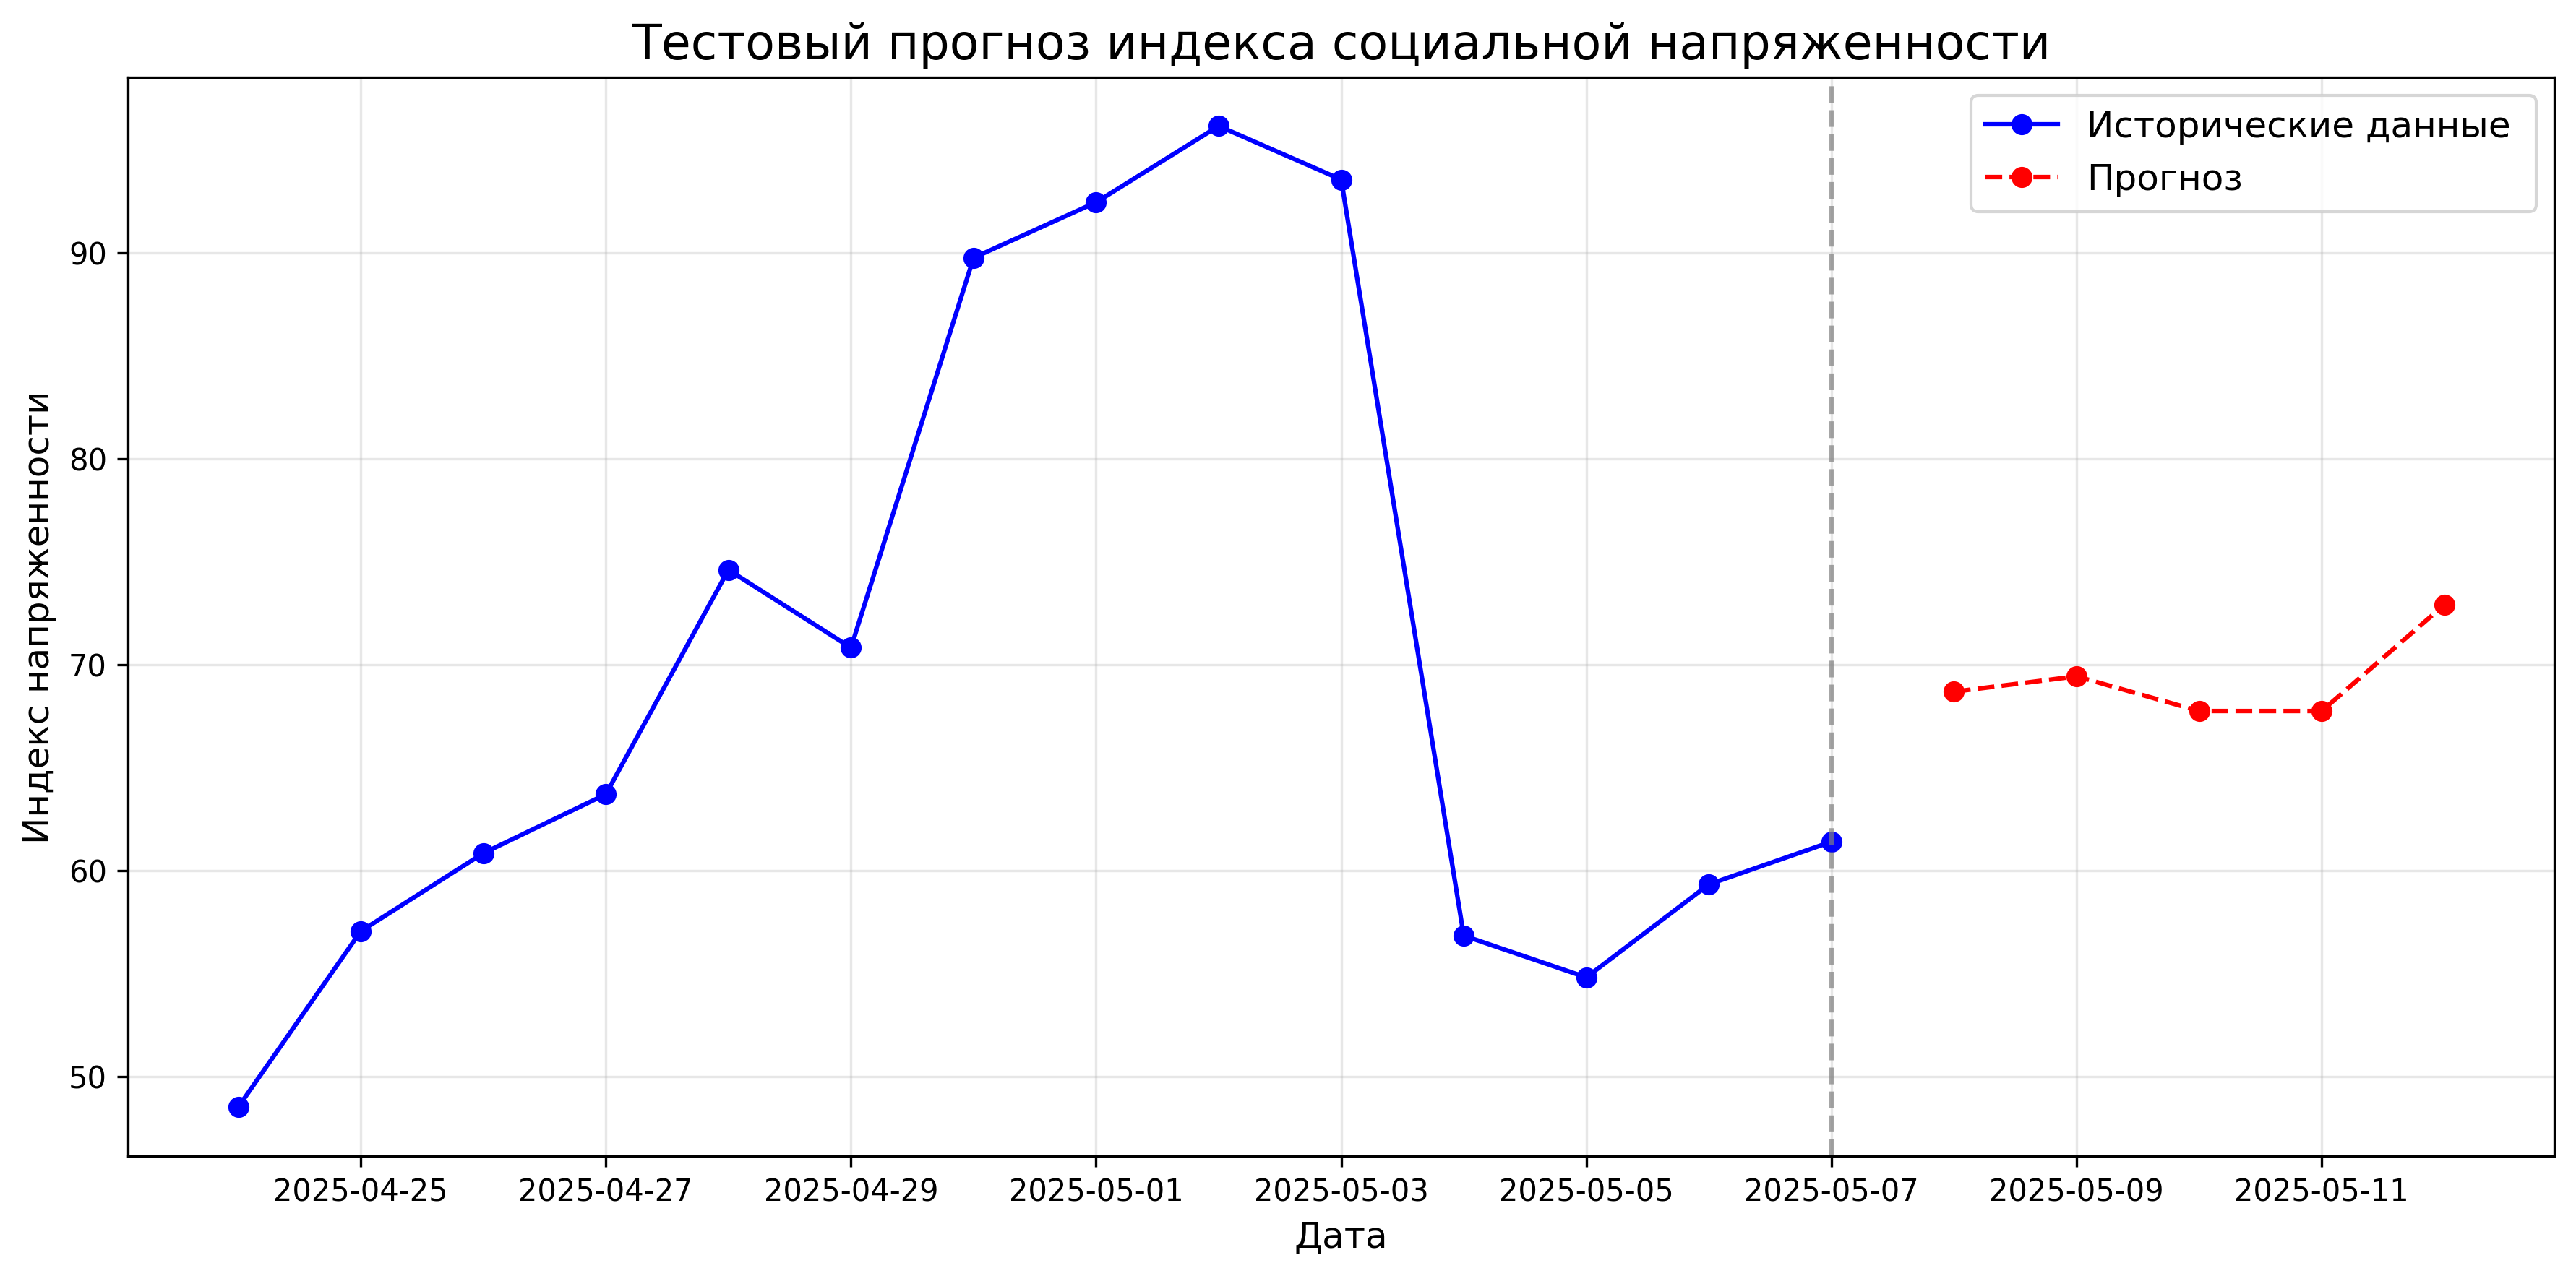 Тестовый прогноз индекса социальной напряженности
Исторические данные
Прогноз
Индекс напряженности
90
80
70
60
50
2025-04-25
2025-04-27
2025-04-29
2025-05-01
2025-05-03
2025-05-05
2025-05-07
2025-05-09
2025-05-11
Дата